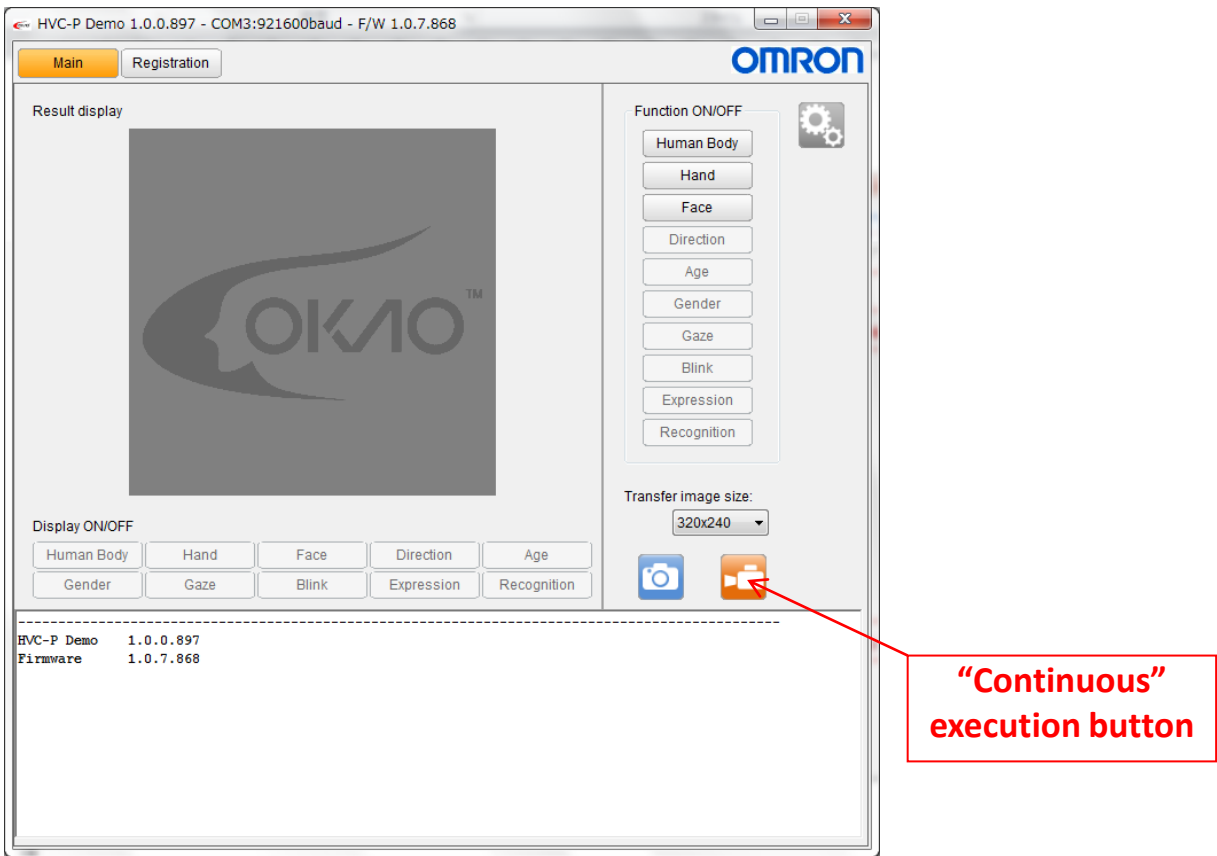 HVC-P Demo 1.0.0.897 - COM3:921600baud - F/W 1.0.7.868
Main
Registration
OMRON
Result display
OKAO™
Function ON/OFF
Human Body
Hand
Face
Direction
Age
Gender
Gaze
Blink
Expression
Recognition
Transfer image size:
320x240
Display ON/OFF
Human Body Hand Face Direction Age
Gender Gaze Blink Expression Recognition
HVC-P Demo 1.0.0.897
Firmware 1.0.7.868
“Continuous”
execution button